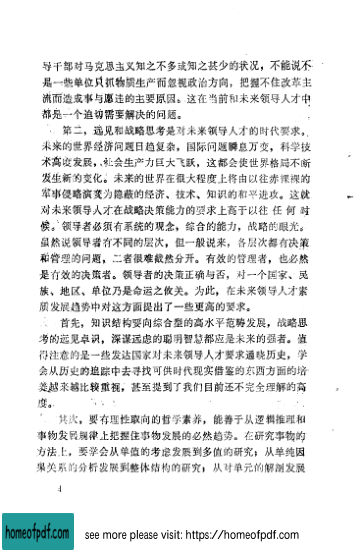 导干部对马克思主义知之不多或知之甚少的状况，不能说不
是一些单位只抓物质生产而忽视政治方向，把握不住改革主
流而造成事与愿违的主要原因。这在当前和未来领导人才中
都是一个迫切需要解决的问题。
第二，远见和战略思考是对未来领导人才的时代要求。
未来的世界经济问题日趋复杂，国际问题瞬息万变，科学技
术高度发展，社会生产力巨大飞跃，这都会使世界格局不断
发生新的变化。未来的世界在很大程度上将由以往赤裸裸的
军事侵略演变为隐蔽的经济、技术、知识的和平进攻。这就
对未来领导人才在战略决策能力的要求上高于以往任何时
候。领导者必须有系统的观念，综合的能力，战略的眼光。
虽然说领导者有不同的层次，但一般说来，各层次都有决策
和管理的问题，二者很难截然分开。有效的管理者，也必然
是有效的决策者。领导者的决策正确与否，对一个国家、民
族、地区、单位乃是命运之攸关。为此，在未来领导人才素
质发展趋势中对这方面提出了一些更高的要求。
首先，知识结构要向综合型的高水平范畴发展，战略思
考的远见卓识，深谋远虑的聪明智慧都应是未来的强者。值
得注意的是一些发达国家对未来领导人才要求通晓历史，学
会从历史的追踪中去寻找可供时代现实借鉴的东西方面的培
养越来越比较重视，甚至提到了我们目前还不完全理解的高
度。
其次，要有理性取向的哲学素养，能善于从逻辑推理和
事物发展规律上把握住事物发展的必然趋势。在研究事物的
方法上，要学会从单值的考虑发展到多值的研究；从单纯因
果关系的分析发展到整体结构的研究；从对单元的解剖发展
4
homeofpdf.com
see more please visit: https://homeofpdf.com